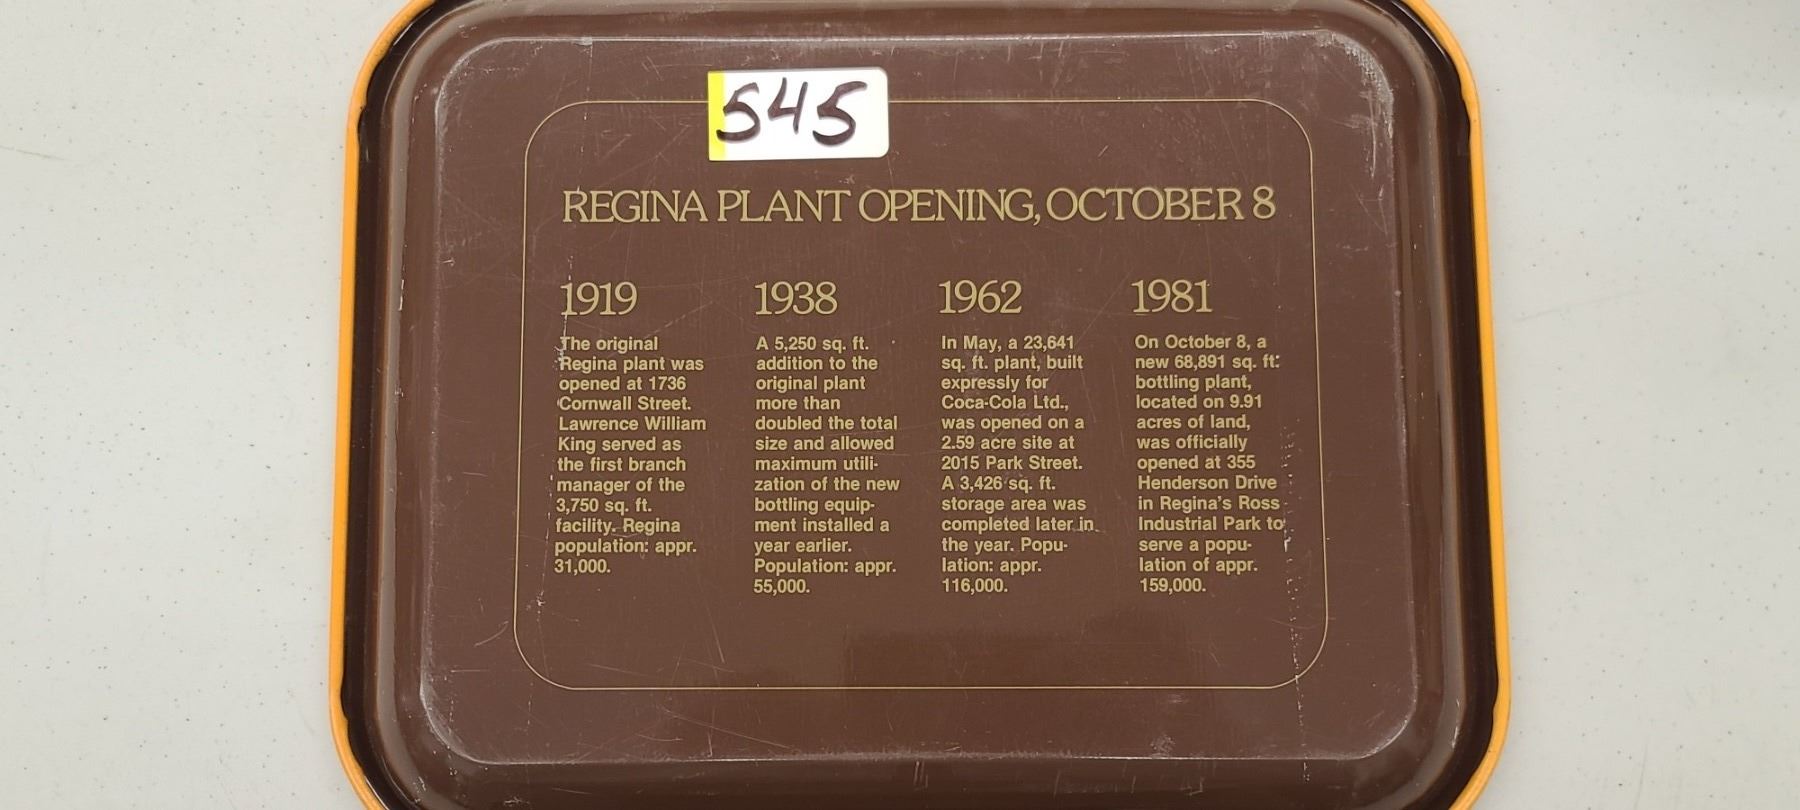 545
REGINA PLANT OPENING, OCTOBER 8
1919
The original
Regina plant was
opened at 1736
Cornwall Street.
Lawrence William
King served as
the first branch
manager of the
3,750 sq. ft.
facility. Regina
population: appr.
31,000.
1938
A 5,250 sq. ft.
addition to the
original plant
more than
doubled the total
size and allowed
maximum utili-
zation of the new
bottling equip-
ment installed a
year earlier.
Population: appr.
55,000.
1962
In May, a 23,641
sq. ft. plant, built
expressly for
Coca-Cola Ltd.,
was opened on a
2.59 acre site at
2015 Park Street.
A 3,426 sq. ft.
storage area was
completed later in
the year. Popu-
lation: appr.
116,000.
1981
On October 8, a
new 68,891 sq. ft.
bottling plant,
located on 9.91
acres of land,
was officially
opened at 355
Henderson Drive
in Regina's Ross
Industrial Park to
serve a popu-
lation of appr.
159,000.